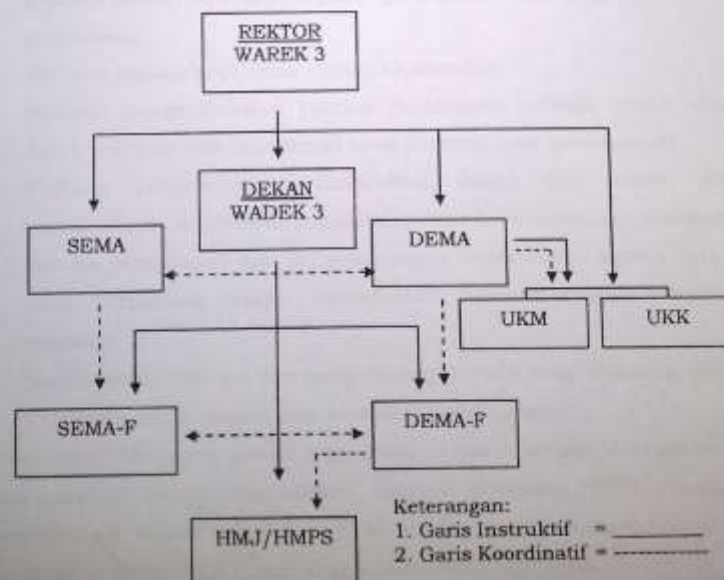 REKTOR
WAREK 3
DEKAN
WADEK 3
SEMA
DEMA
UKM
UKK
SEMA-F
DEMA-F
HMJ/HMPS
Keterangan:
1. Garis Instruktif =
2. Garis Koordinatif =